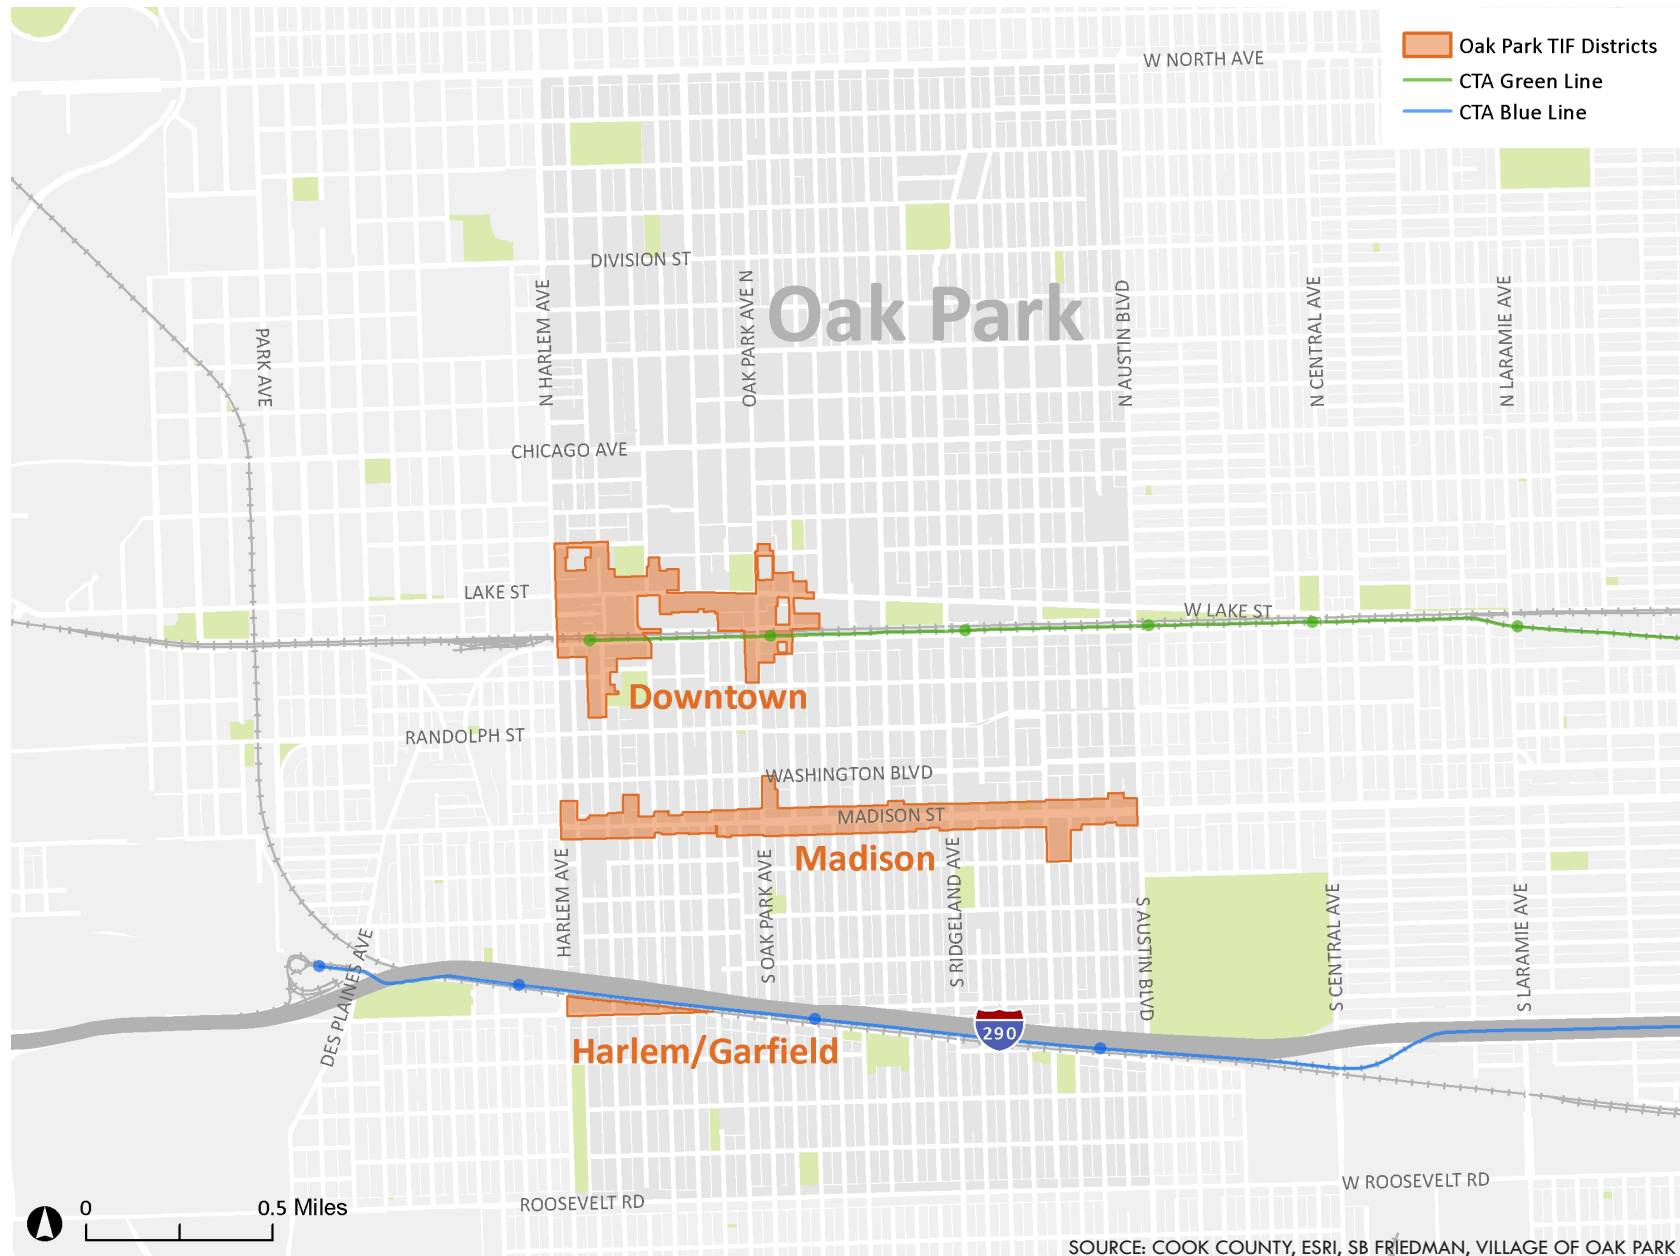 W NORTH AVE
Oak Park TIF Districts
CTA Green Line
CTA Blue Line
DIVISION ST
Oak Park
PARK AVE
N HARLEM AVE
OAK PARK AVE N
N AUSTIN BLVD
N CENTRAL AVE
N LARAMIE AVE
CHICAGO AVE
LAKE ST
W LAKE ST
Downtown
RANDOLPH ST
WASHINGTON BLVD
MADISON ST
Madison
HARLEM AVE
S OAK PARK AVE
S RIDGELAND AVE
S AUSTIN BLVD
S CENTRAL AVE
S LARAMIE AVE
DES PLAINES AVE
290
Harlem/Garfield
W ROOSEVELT RD
ROOSEVELT RD
0 0.5 Miles
SOURCE: COOK COUNTY, ESRI, SB FRIEDMAN, VILLAGE OF OAK PARK